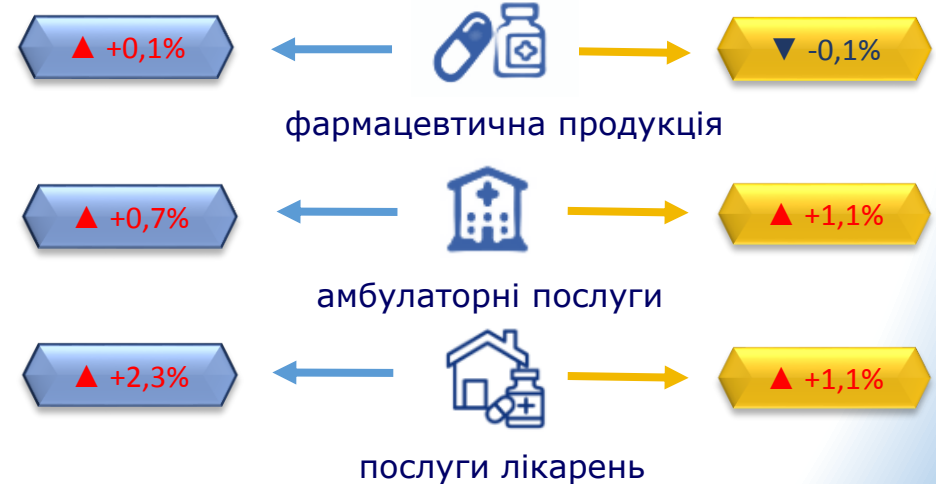 ▲ +0,1%
▼ -0,1%
фармацевтична продукція
▲ +0,7%
▲ +1,1%
амбулаторні послуги
▲ +2,3%
▲ +1,1%
послуги лікарень